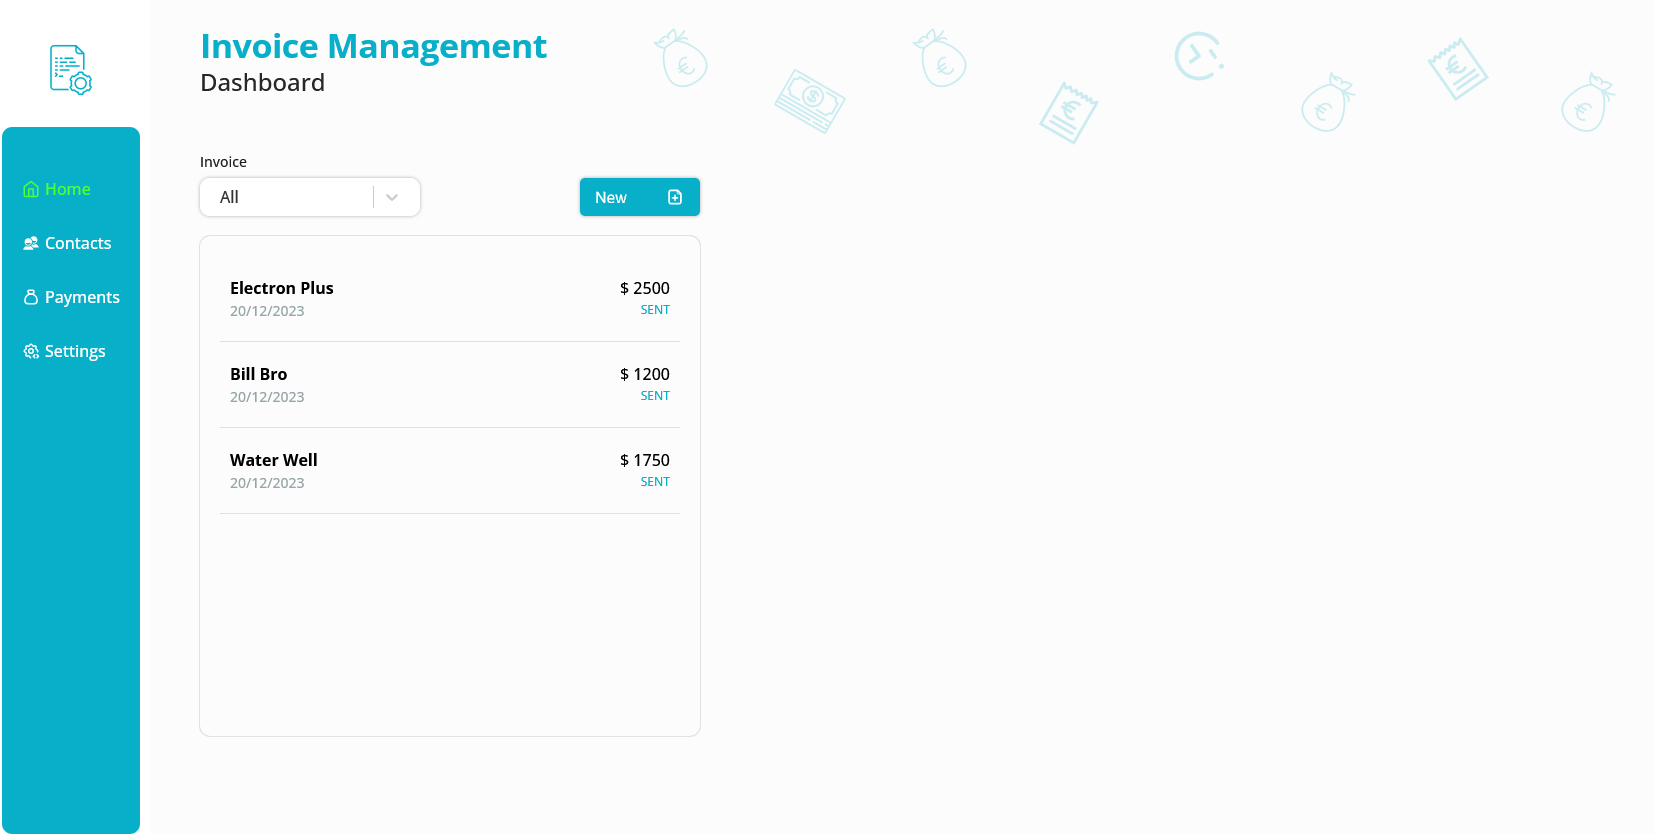 Invoice Management
Dashboard
Home
Contacts
Payments
Settings
Invoice
All
New
Electron Plus
$ 2500
20/12/2023
SENT
Bill Bro
$ 1200
20/12/2023
SENT
Water Well
$ 1750
20/12/2023
SENT